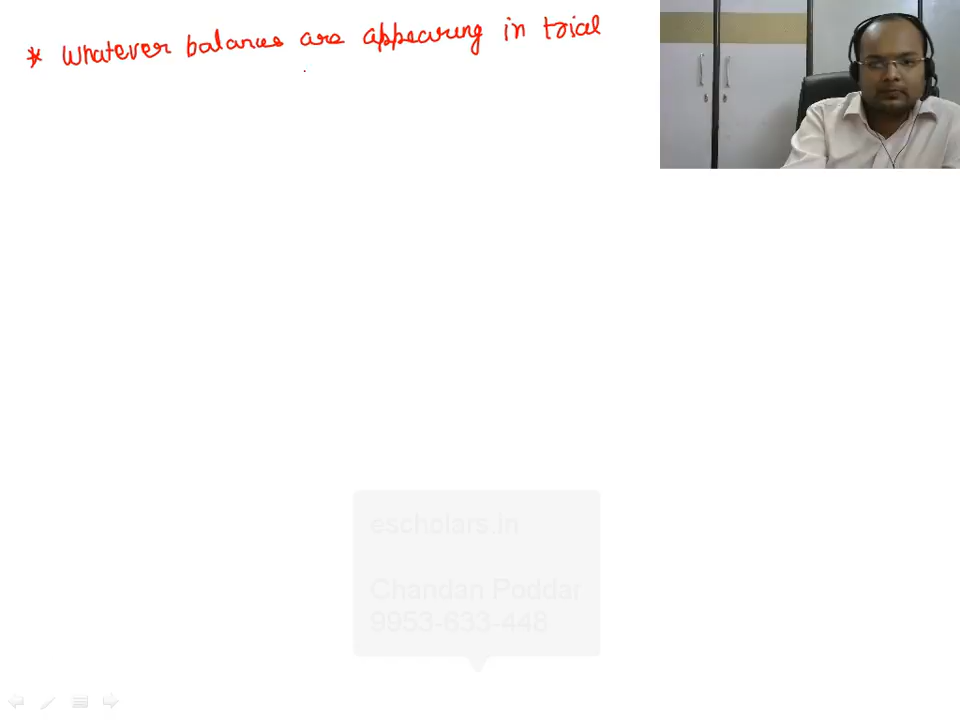 * Whatever balances are appearing in trial
escholars.in
Chandan Poddar
9953-633-448